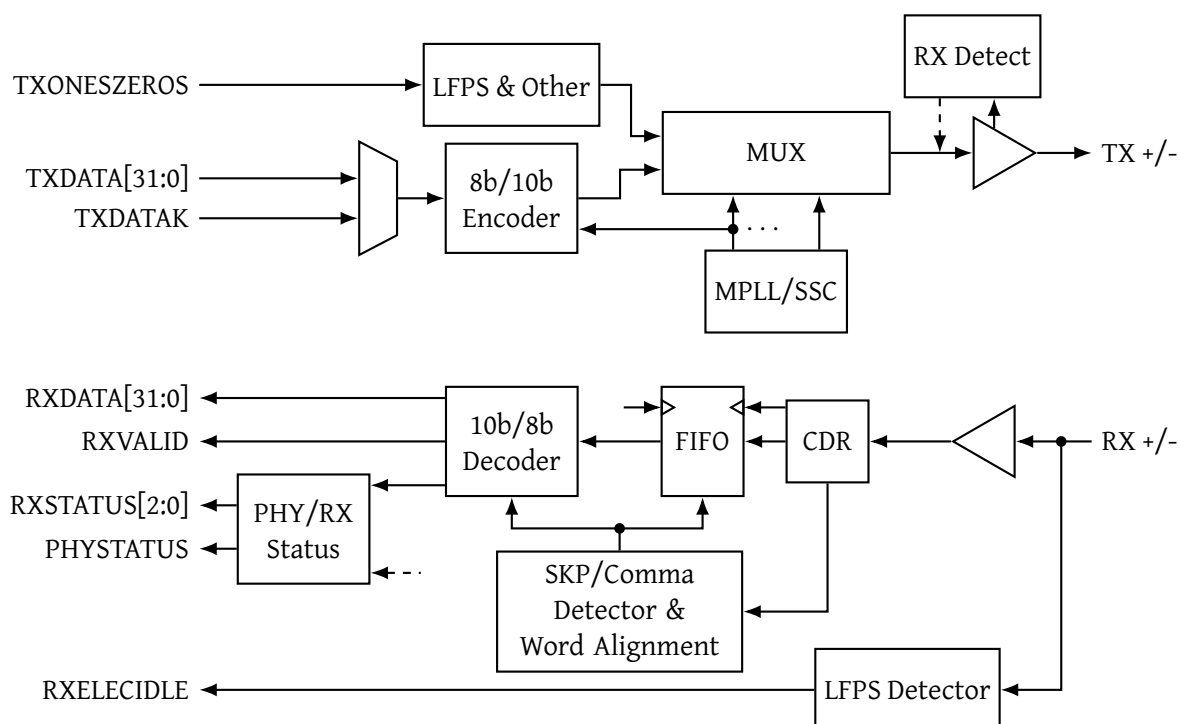 RX Detect
TXONESZEROS
LFPS & Other
MUX
TX +/-
TXDATA[31:0]
TXDATAK
8b/10b
Encoder
. . .
MPLL/SSC
RXDATA[31:0]
RXVALID
10b/8b
Decoder
FIFO
CDR
RX +/-
RXSTATUS[2:0]
PHYSTATUS
PHY/RX
Status
SKP/Comma
Detector &
Word Alignment
RXELECIDLE
LFPS Detector